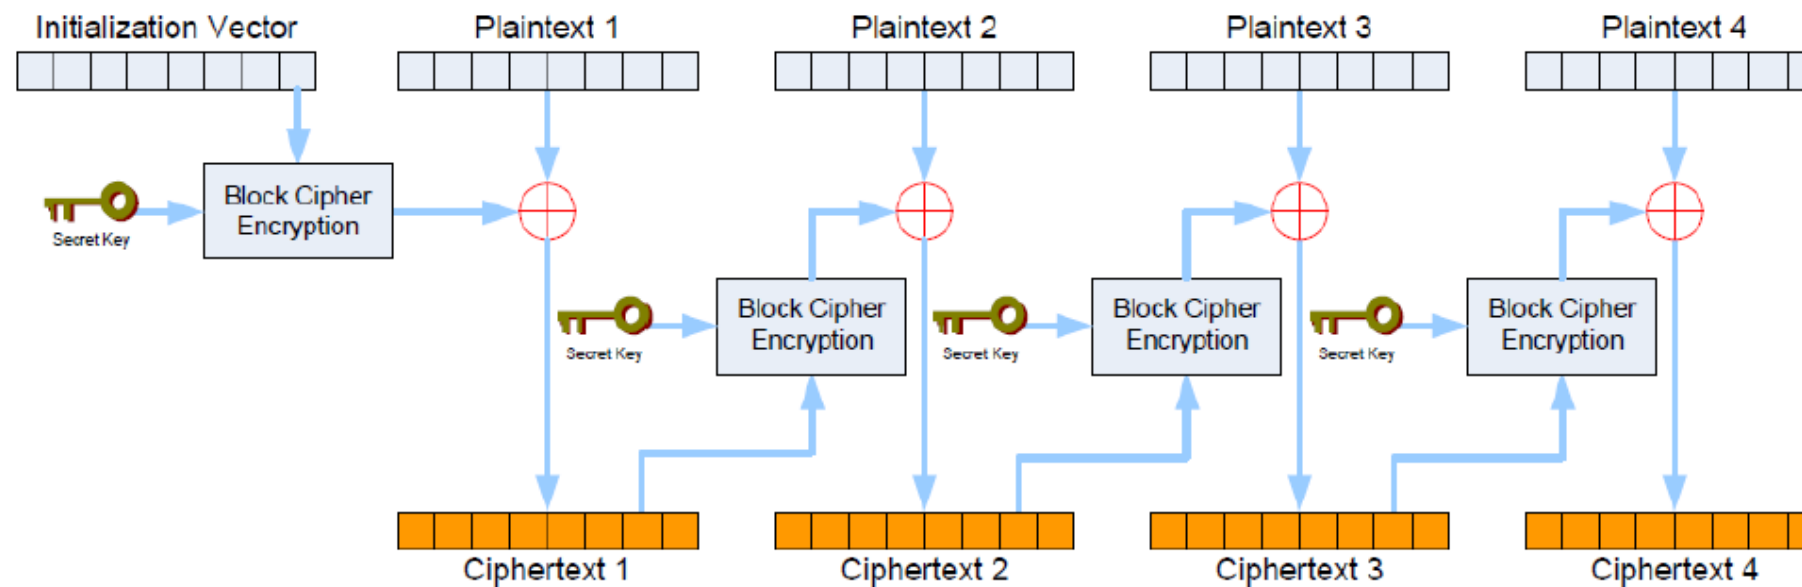 Initialization Vector
Plaintext 1
Plaintext 2
Plaintext 3
Plaintext 4
Block Cipher
Encryption
Secret Key
Block Cipher
Encryption
Secret Key
Block Cipher
Encryption
Secret Key
Block Cipher
Encryption
Secret Key
Ciphertext 1
Ciphertext 2
Ciphertext 3
Ciphertext 4